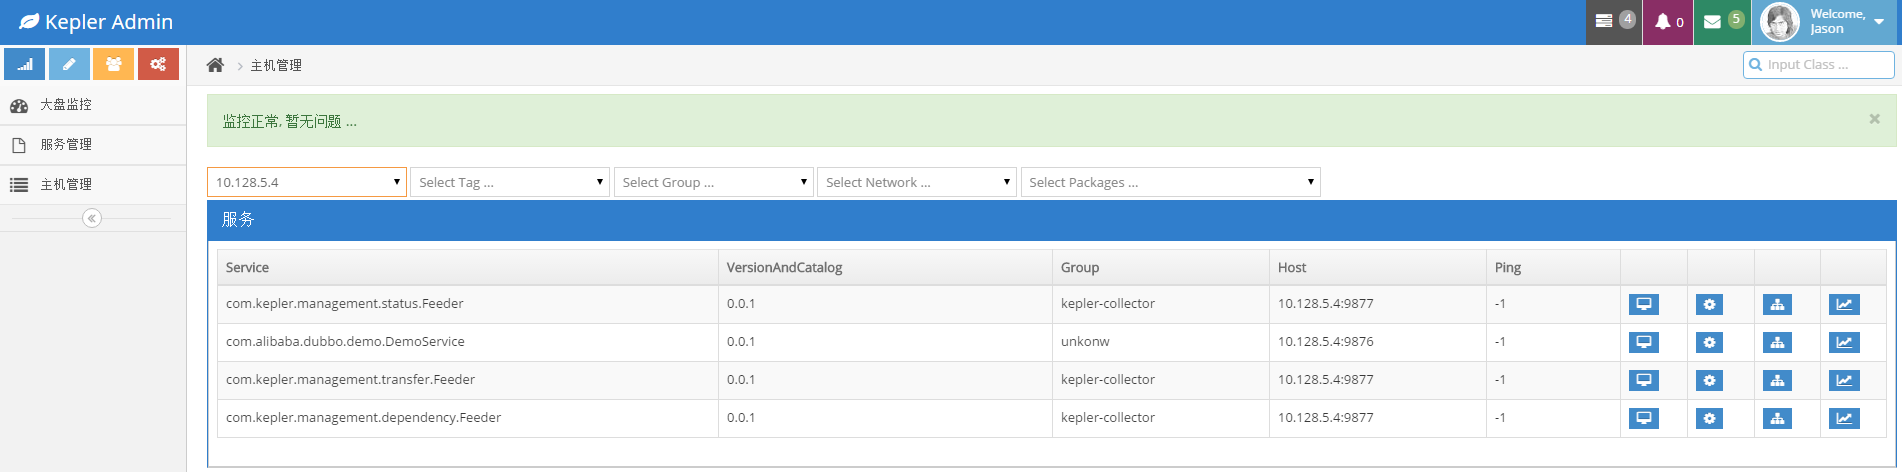 Kepler Admin
4
0
5
Welcome,
Jason
主机管理
Input Class ...
大盘监控
服务管理
主机管理
监控正常, 暂无问题 ...
×
10.128.5.4 Select Tag ... Select Group ... Select Network ... Select Packages ...
服务
Service VersionAndCatalog Group Host Ping
com.kepler.management.status.Feeder 0.0.1 kepler-collector 10.128.5.4:9877 -1
com.alibaba.dubbo.demo.DemoService 0.0.1 unkonw 10.128.5.4:9876 -1
com.kepler.management.transfer.Feeder 0.0.1 kepler-collector 10.128.5.4:9877 -1
com.kepler.management.dependency.Feeder 0.0.1 kepler-collector 10.128.5.4:9877 -1